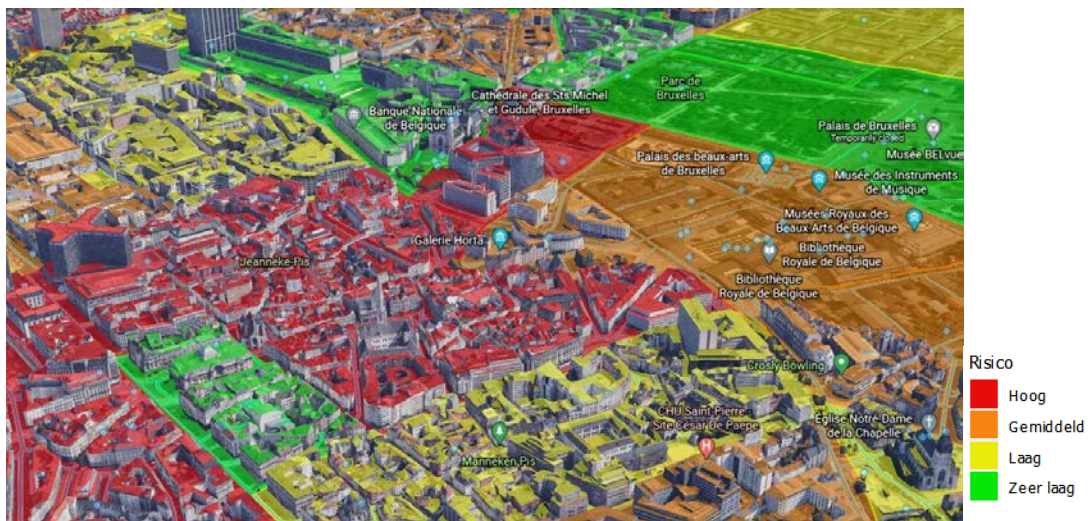 Parc de
Bruxelles
Cathédrale des Sts Michel
et Gudule, Bruxelles
Banque Nationale
de Belgique
Palais de Bruxelles
Temporarily closed
Musée BELvue
Palais des beaux-arts
de Bruxelles
Musée des Instruments
de Musique
Musées Royaux des
Beaux-Arts de Belgique
Galerie Horta
Bibliothèque
Royale de Belgique
Jeanneke-Pis
Bibliothèque
Royale de Belgique
Crosly Bowling
CHU Saint-Pierre :
Site César De Paepe
Église Notre-Dame
de la Chapelle
Manneken Pis
Risico
Hoog
Gemiddeld
Laag
Zeer laag